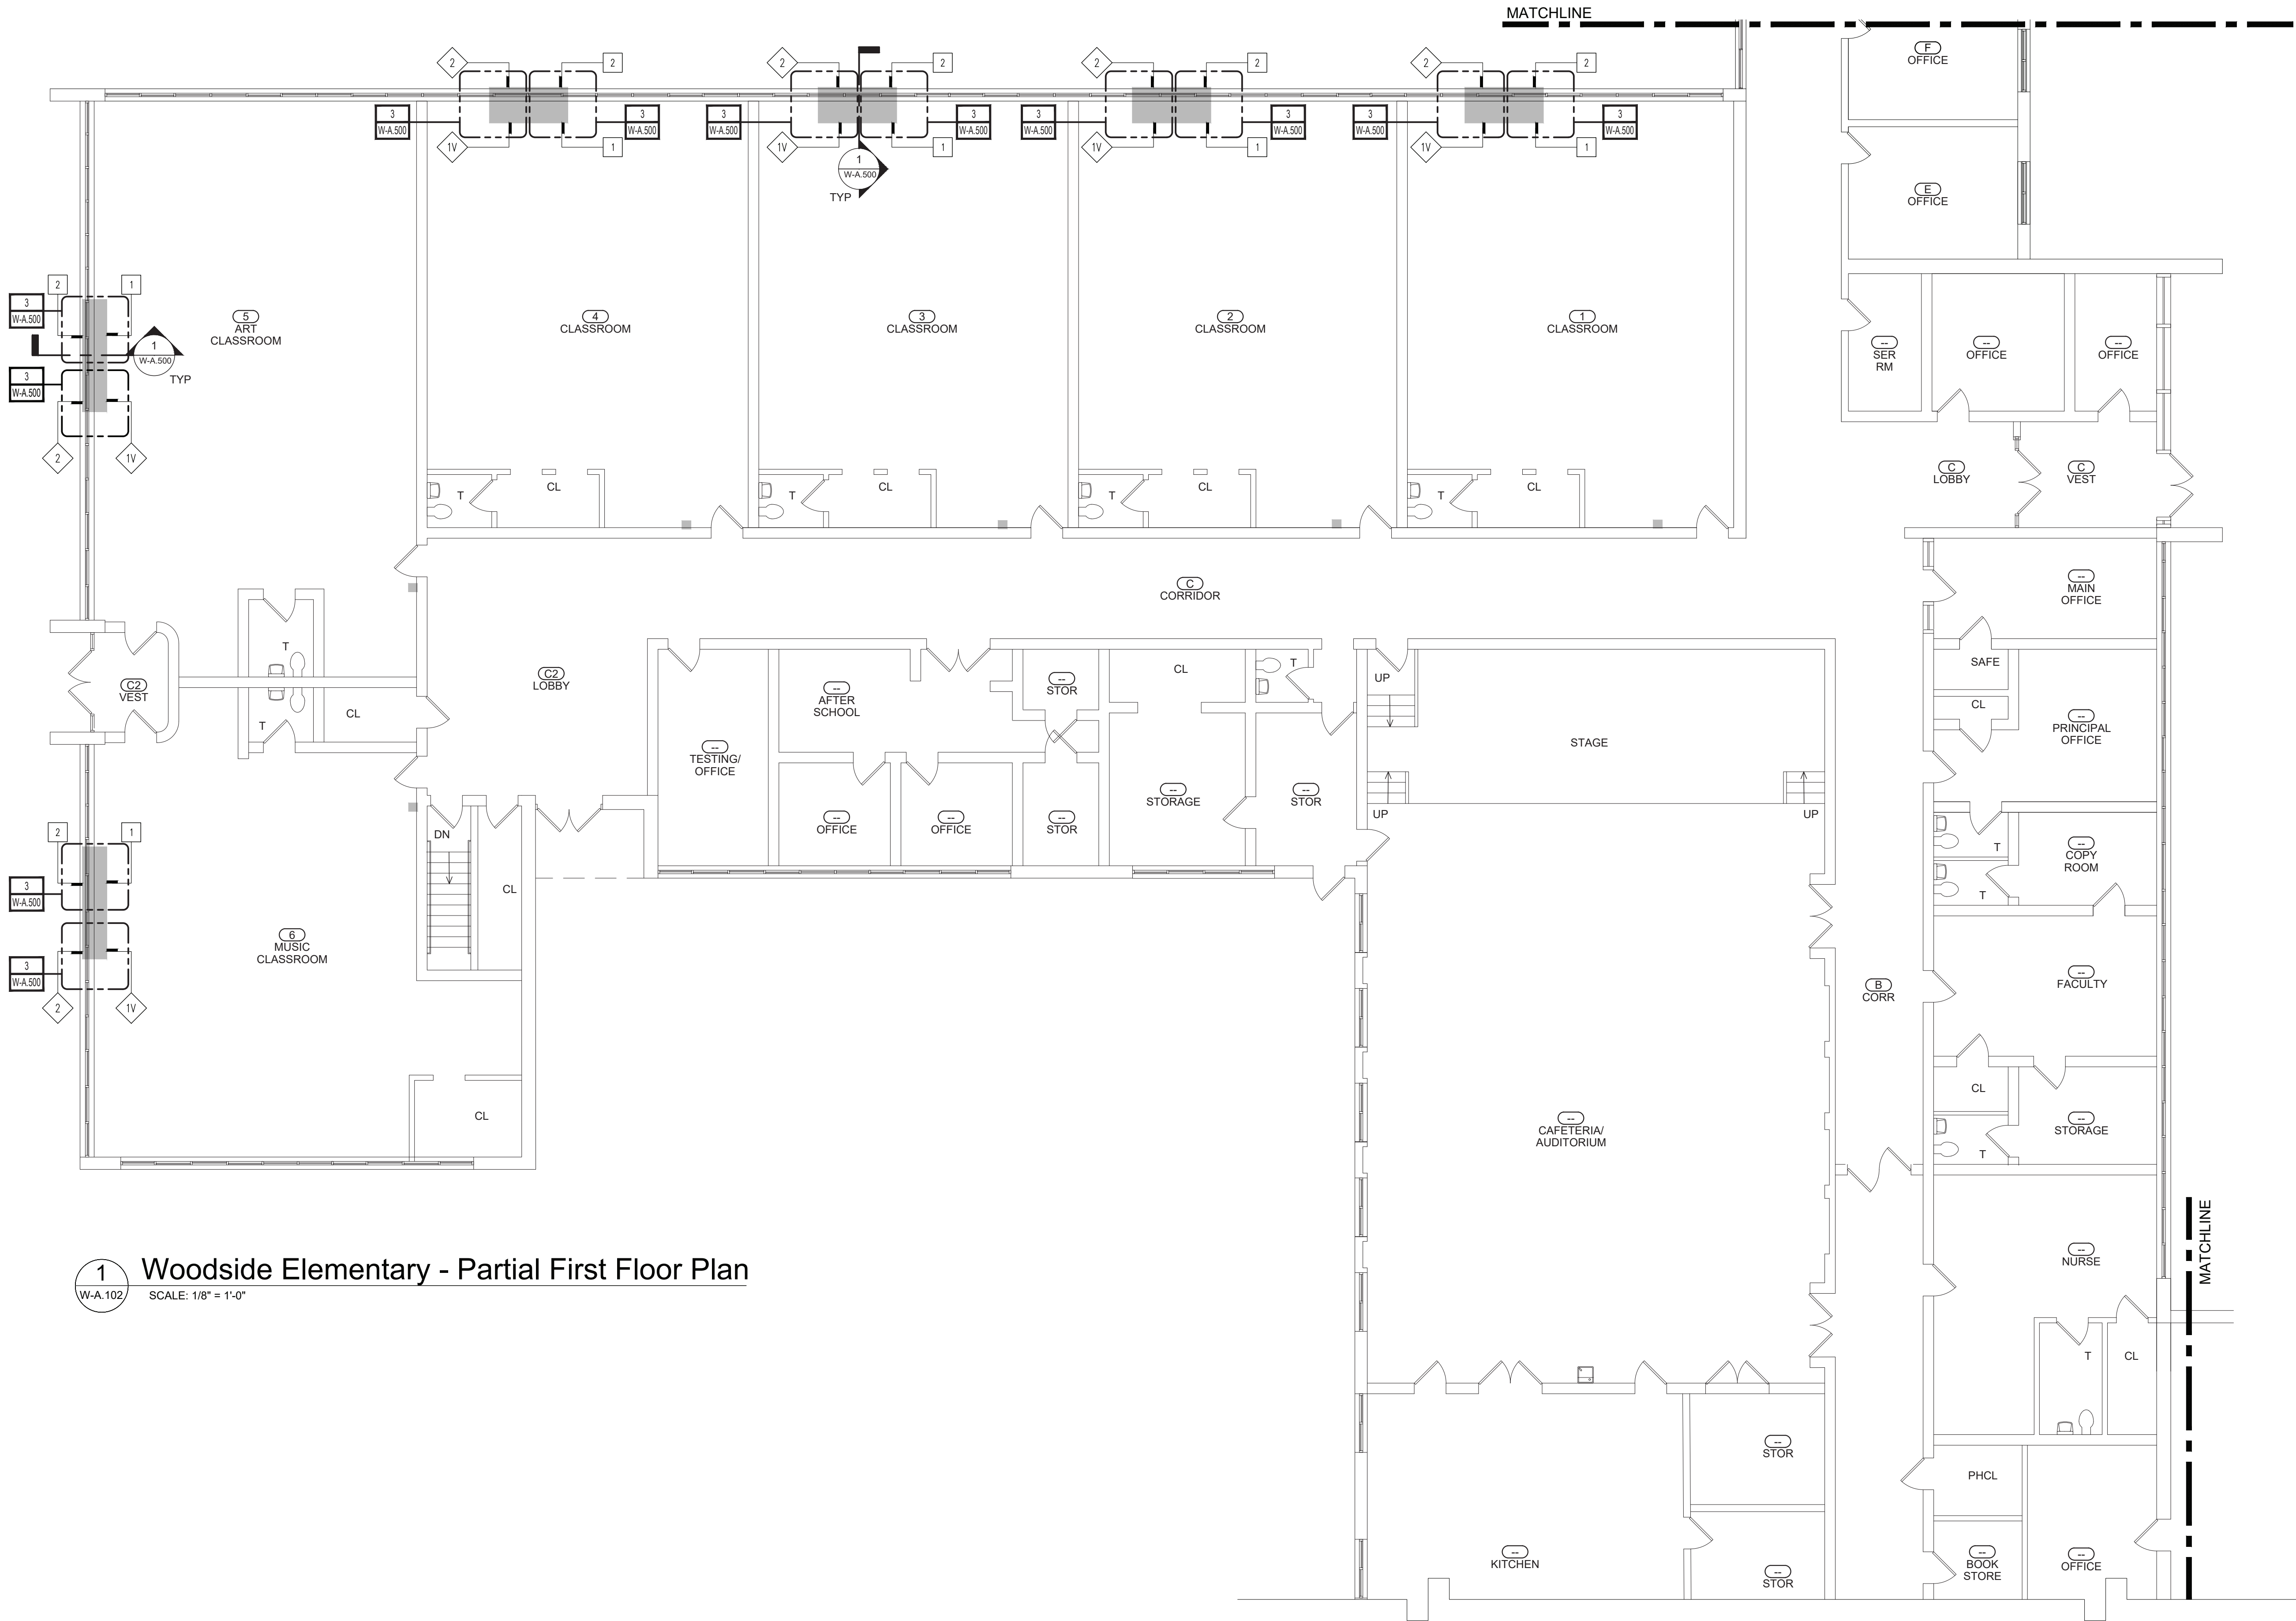 MATCHLINE
F
OFFICE
2
2
2
2
2
2
2
2
3
W-A.500
3
W-A.500
3
W-A.500
3
W-A.500
3
W-A.500
3
W-A.500
3
W-A.500
3
W-A.500
1V
1
1V
1
1V
1
1V
1
1
W-A.500
TYP
E
OFFICE
2
1
3
W-A.500
5
ART
CLASSROOM
4
CLASSROOM
3
CLASSROOM
2
CLASSROOM
1
CLASSROOM
1
W-A.500
TYP
3
W-A.500
2
1V
--
SER
RM
--
OFFICE
--
OFFICE
C
LOBBY
C
VEST
T
CL
T
CL
T
CL
T
CL
C
CORRIDOR
--
MAIN
OFFICE
T
C2
VEST
T
CL
C2
LOBBY
--
AFTER
SCHOOL
--
STOR
CL
T
UP
SAFE
CL
--
PRINCIPAL
OFFICE
--
TESTING/
OFFICE
STAGE
--
OFFICE
--
OFFICE
--
STOR
--
STORAGE
--
STOR
UP
UP
2
1
DN
CL
3
W-A.500
T
--
COPY
ROOM
T
6
MUSIC
CLASSROOM
3
W-A.500
2
1V
B
CORR
--
FACULTY
CL
CL
--
CAFETERIA/
AUDITORIUM
--
STORAGE
T
MATCHLINE
--
NURSE
1
W-A.102
Woodside Elementary - Partial First Floor Plan
SCALE: 1/8" = 1'-0"
T
CL
--
STOR
PHCL
--
KITCHEN
--
STOR
--
BOOK
STORE
--
OFFICE